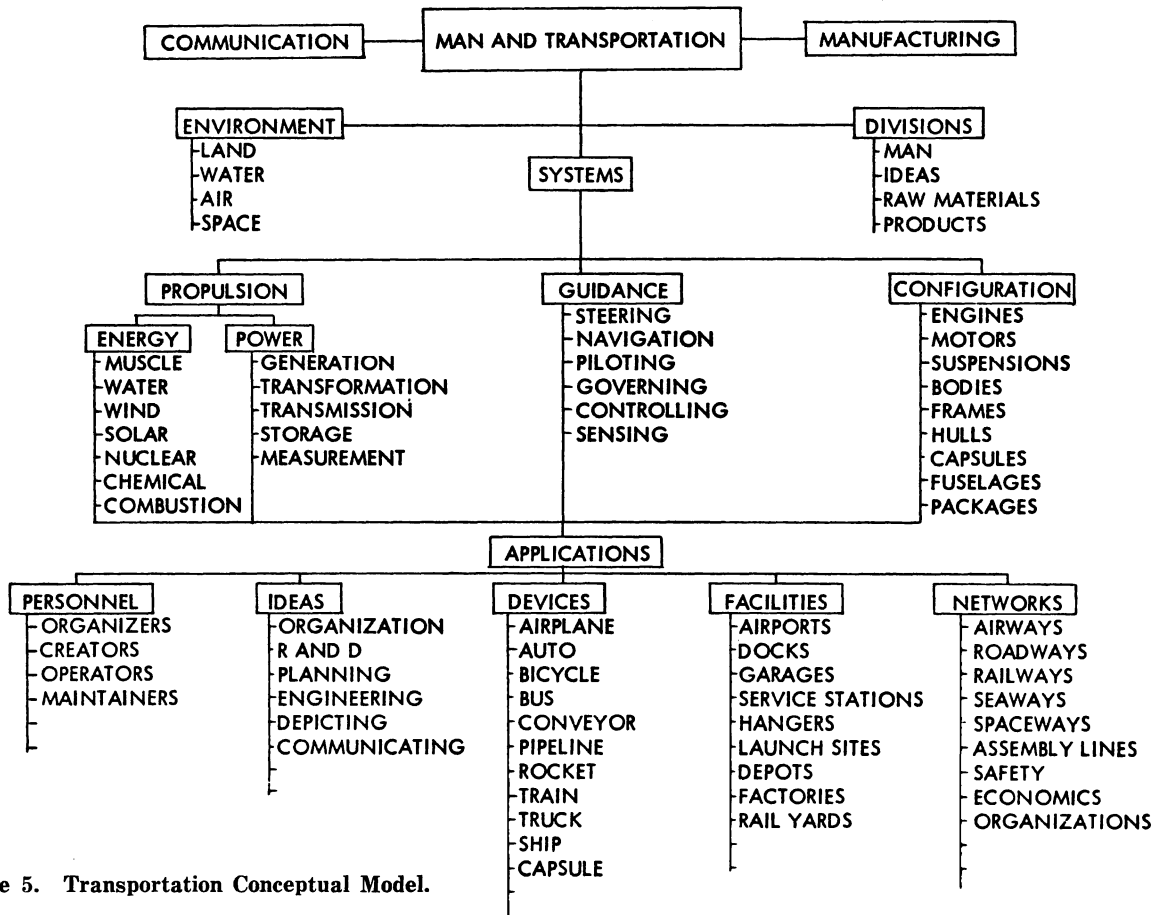 COMMUNICATION
MAN AND TRANSPORTATION
MANUFACTURING
ENVIRONMENT
LAND
WATER
AIR
SPACE
SYSTEMS
DIVISIONS
MAN
IDEAS
RAW MATERIALS
PRODUCTS
PROPULSION
ENERGY
MUSCLE
WATER
WIND
SOLAR
NUCLEAR
CHEMICAL
COMBUSTION
POWER
GENERATION
TRANSFORMATION
TRANSMISSION
STORAGE
MEASUREMENT
GUIDANCE
STEERING
NAVIGATION
PILOTING
GOVERNING
CONTROLLING
SENSING
CONFIGURATION
ENGINES
MOTORS
SUSPENSIONS
BODIES
FRAMES
HULLS
CAPSULES
FUSELAGES
PACKAGES
APPLICATIONS
PERSONNEL
ORGANIZERS
CREATORS
OPERATORS
MAINTAINERS
IDEAS
ORGANIZATION
R AND D
PLANNING
ENGINEERING
DEPICTING
COMMUNICATING
DEVICES
AIRPLANE
AUTO
BICYCLE
BUS
CONVEYOR
PIPELINE
ROCKET
TRAIN
TRUCK
SHIP
CAPSULE
FACILITIES
AIRPORTS
DOCKS
GARAGES
SERVICE STATIONS
HANGERS
LAUNCH SITES
DEPOTS
FACTORIES
RAIL YARDS
NETWORKS
AIRWAYS
ROADWAYS
RAILWAYS
SEAWAYS
SPACEWAYS
ASSEMBLY LINES
SAFETY
ECONOMICS
ORGANIZATIONS
e 5. Transportation Conceptual Model.